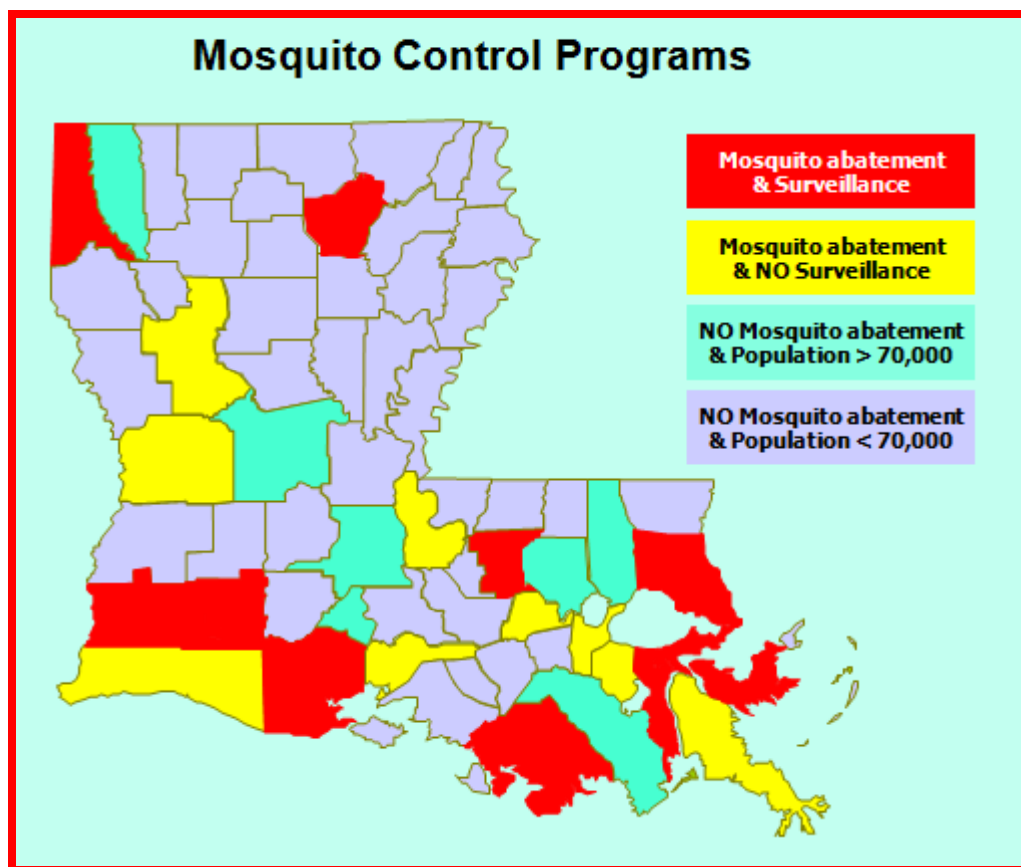 Mosquito Control Programs
Mosquito abatement
& Surveillance
Mosquito abatement
& NO Surveillance
NO Mosquito abatement
& Population > 70,000
NO Mosquito abatement
& Population < 70,000